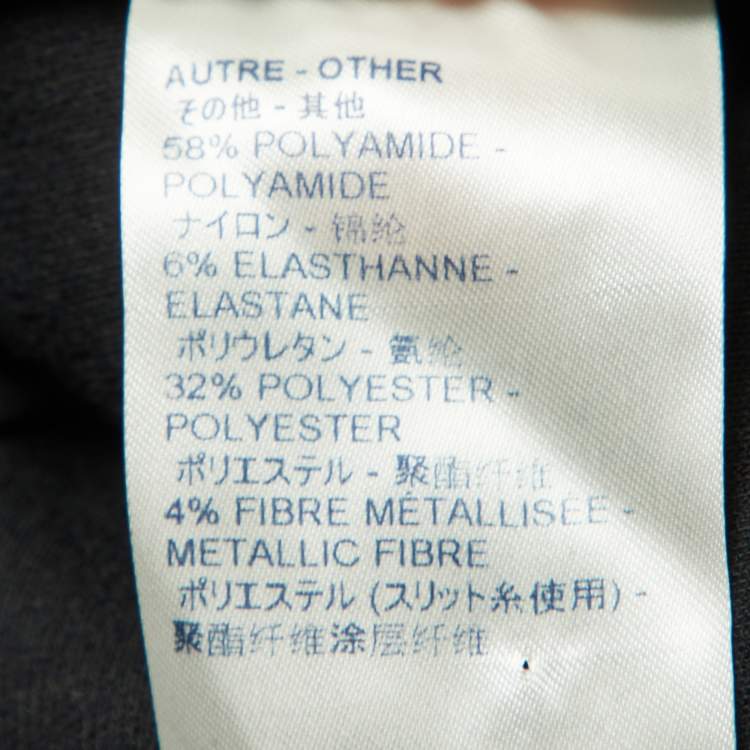 AUTRE - OTHER
その他 - 其他
58% POLYAMIDE -
POLYAMIDE
ナイロン - 锦纶
6% ELASTHANNE -
ELASTANE
ポリウレタン - 氨纶
32% POLYESTER -
POLYESTER
ポリエステル - 聚酯纤维
4% FIBRE MÉTALLISÉE -
METALLIC FIBRE
ポリエステル (スリット糸使用) -
聚酯纤维涂层纤维